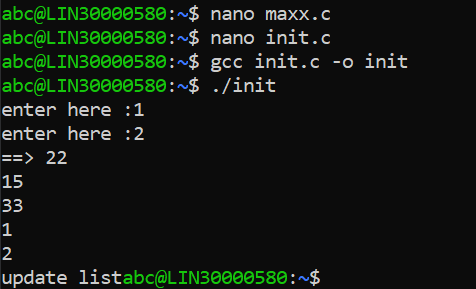 abc@LIN30000580:~$ nano maxx.c
abc@LIN30000580:~$ nano init.c
abc@LIN30000580:~$ gcc init.c -o init
abc@LIN30000580:~$ ./init
enter here :1
enter here :2
==> 22
15
33
1
2
update listabc@LIN30000580:~$